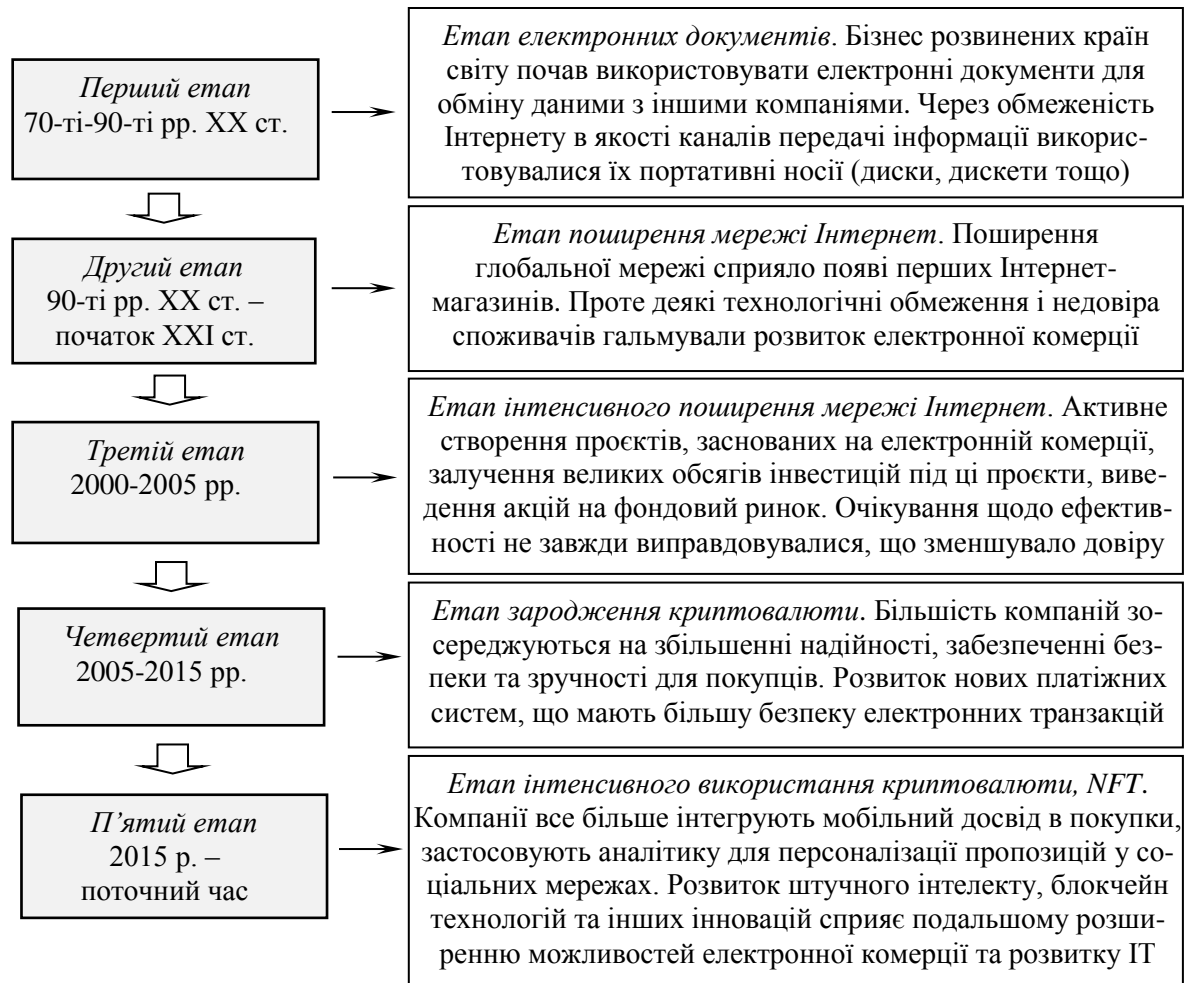 Перший етап
70-ті-90-ті рр. XX ст.
Етап електронних документів. Бізнес розвинених країн
світу почав використовувати електронні документи для
обміну даними з іншими компаніями. Через обмеженість
Інтернету в якості каналів передачі інформації викорис-
товувалися їх портативні носії (диски, дискети тощо)
Другий етап
90-ті рр. XX ст. –
початок XXI ст.
Етап поширення мережі Інтернет. Поширення
глобальної мережі сприяло появі перших Інтернет-
магазинів. Проте деякі технологічні обмеження і недовіра
споживачів гальмували розвиток електронної комерції
Третій етап
2000-2005 рр.
Етап інтенсивного поширення мережі Інтернет. Активне
створення проєктів, заснованих на електронній комерції,
залучення великих обсягів інвестицій під ці проєкти, виве-
дення акцій на фондовий ринок. Очікування щодо ефектив-
ності не завжди виправдовувалися, що зменшувало довіру
Четвертий етап
2005-2015 рр.
Етап зародження криптовалюти. Більшість компаній зо-
середжуються на збільшенні надійності, забезпеченні без-
пеки та зручності для покупців. Розвиток нових платіжних
систем, що мають більшу безпеку електронних транзакцій
П’ятий етап
2015 р. –
поточний час
Етап інтенсивного використання криптовалюти, NFT.
Компанії все більше інтегрують мобільний досвід в покупки,
застосовують аналітику для персоналізації пропозицій у со-
ціальних мережах. Розвиток штучного інтелекту, блокчейн
технологій та інших інновацій сприяє подальшому розши-
ренню можливостей електронної комерції та розвитку ІТ